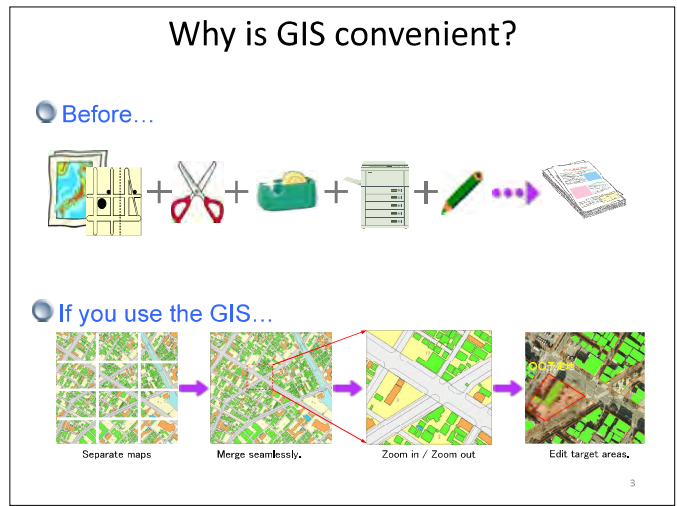 Why is GIS convenient?
Before…
If you use the GIS…
Separate maps
Merge seamlessly.
Zoom in / Zoom out
Edit target areas.
3